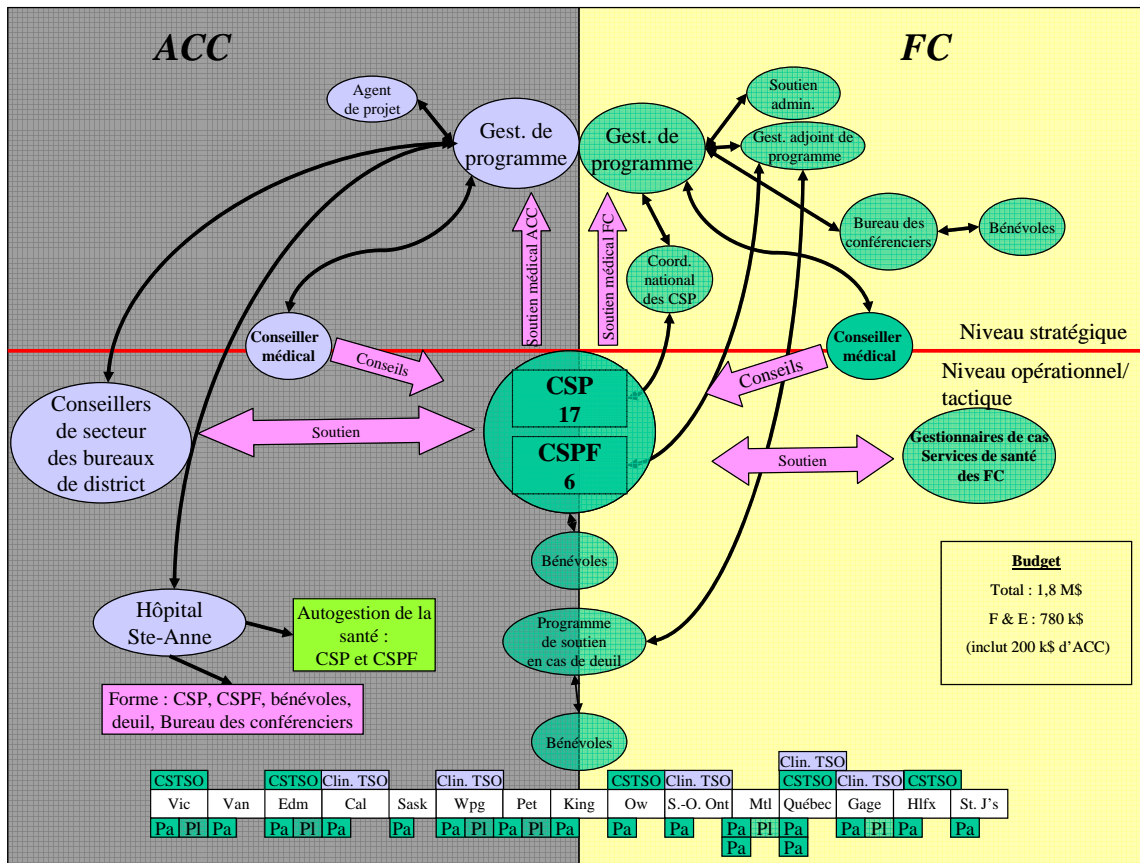 ACC
FC
Agent
de projet
Gest. de
programme
Gest. de
programme
Soutien
admin.
Gest. adjoint de
programme
Bureau des
conférenciers
Bénévoles
Soutien médical ACC
Soutien médical FC
Coord.
national
des CSP
Conseiller
médical
Conseiller
médical
Niveau stratégique
Niveau opérationnel/
tactique
Conseils
Conseils
CSP
17
CSPF
6
Conseillers
de secteur
des bureaux
de district
Soutien
Soutien
Gestionnaires de cas
Services de santé
des FC
Bénévoles
Budget
Total : 1,8 M$
F & E : 780 k$
(inclut 200 k$ d’ACC)
Hôpital
Ste-Anne
Autogestion de la
santé :
CSP et CSPF
Programme
de soutien
en cas de deuil
Forme : CSP, CSPF, bénévoles,
deuil, Bureau des conférenciers
Bénévoles
Clin. TSO
CSTSO CSTSO Clin. TSO Clin. TSO CSTSO Clin. TSO CSTSO Clin. TSO CSTSO
Vic Van Edm Cal Sask Wpg Pet King Ow S.-O. Ont Mtl Québec Gage Hlfx St. J's
Pa Pl Pa Pa Pl Pa Pa Pa Pl Pa Pl Pa Pa Pa Pa Pl Pa Pa Pl Pa Pa
Pa Pa